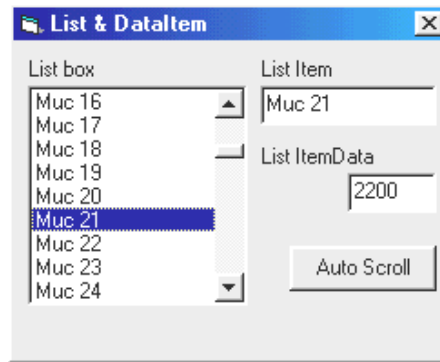 List & DataItem
List box
Muc 16
Muc 17
Muc 18
Muc 19
Muc 20
Muc 21
Muc 22
Muc 23
Muc 24
List Item
Muc 21
List ItemData
2200
Auto Scroll